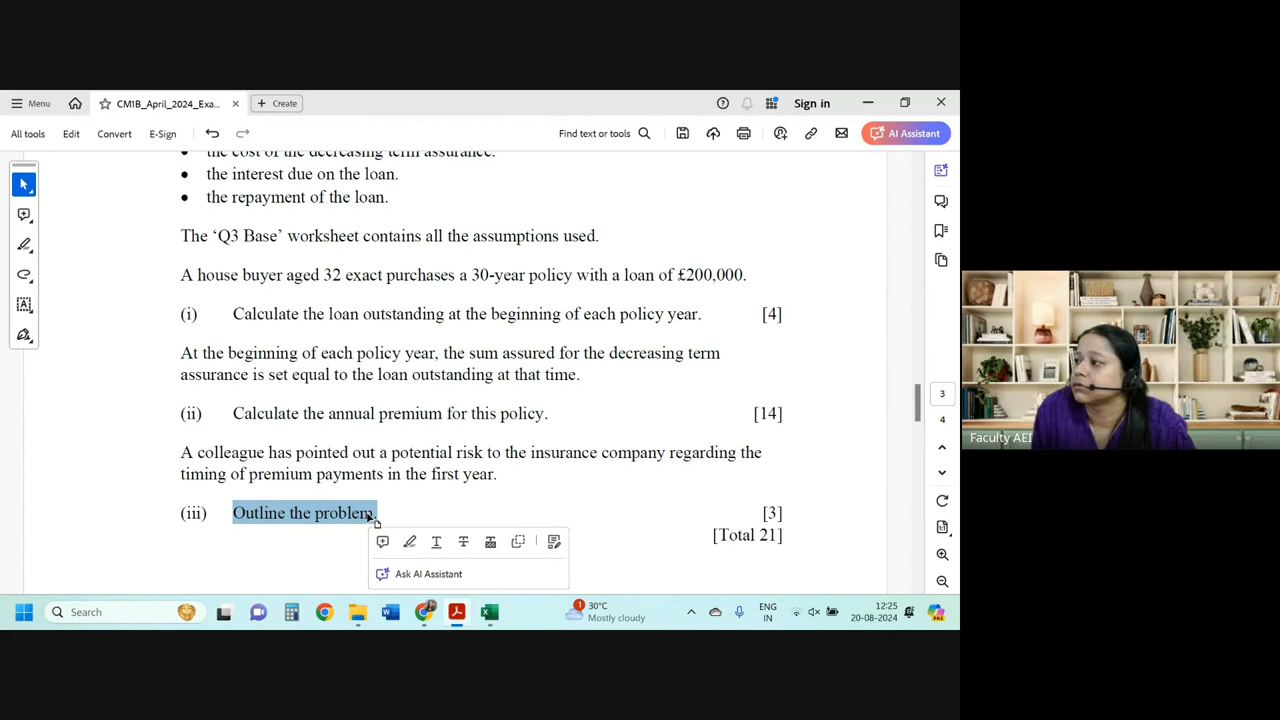 Menu
CM1B_April_2024_Exa...
Create
Sign in
All tools
Edit
Convert
E-Sign
Find text or tools
AI Assistant
the cost of the decreasing term assurance.
• the interest due on the loan.
• the repayment of the loan.
The ‘Q3 Base’ worksheet contains all the assumptions used.
A house buyer aged 32 exact purchases a 30-year policy with a loan of £200,000.
(i) Calculate the loan outstanding at the beginning of each policy year. [4]
At the beginning of each policy year, the sum assured for the decreasing term
assurance is set equal to the loan outstanding at that time.
(ii) Calculate the annual premium for this policy. [14]
A colleague has pointed out a potential risk to the insurance company regarding the
timing of premium payments in the first year.
(iii) Outline the problem. [3]
[Total 21]
Ask AI Assistant
3
4
Faculty AEI
Search
1
30°C
Mostly cloudy
ENG
IN
12:25
20-08-2024